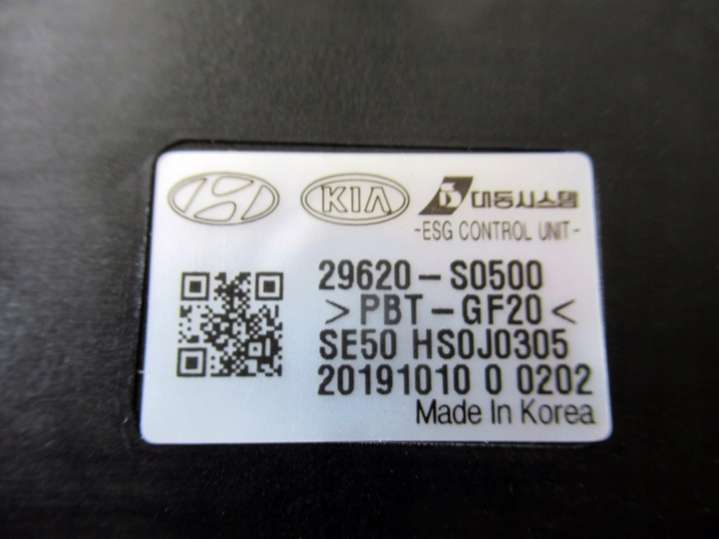 KIA 대동시스템
-ESG CONTROL UNIT-
29620-S0500
>PBT-GF20<
SE50 HS0J0305
20191010 0 0202
Made In Korea